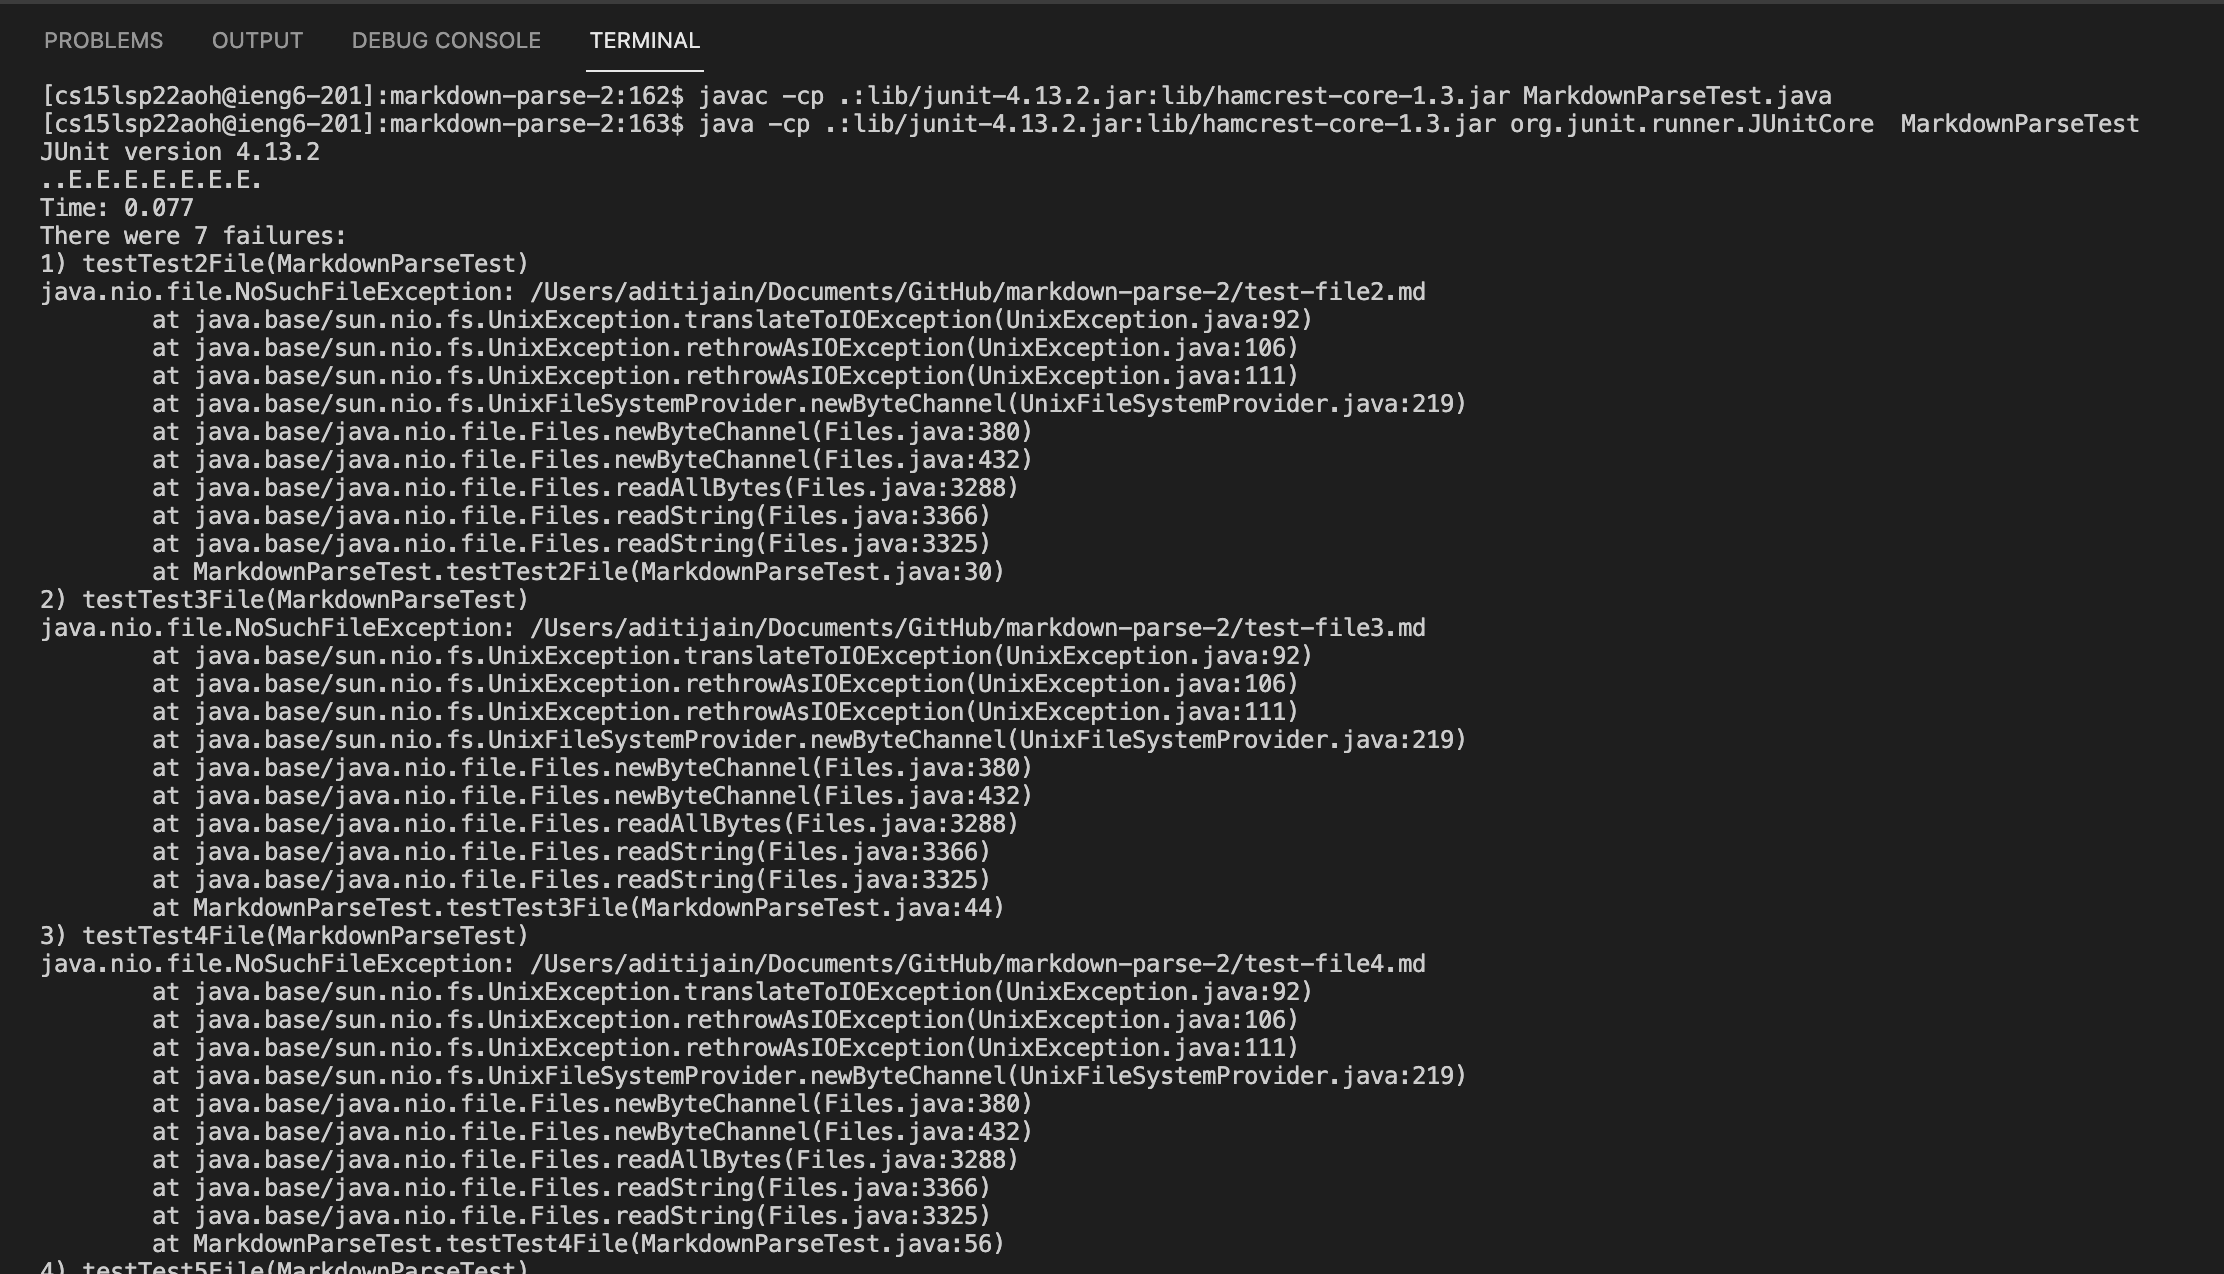 PROBLEMS OUTPUT DEBUG CONSOLE TERMINAL
[cs15lsp22aoh@ieng6-201]:markdown-parse-2:162$ javac -cp .:lib/junit-4.13.2.jar:lib/hamcrest-core-1.3.jar MarkdownParseTest.java
[cs15lsp22aoh@ieng6-201]:markdown-parse-2:163$ java -cp .:lib/junit-4.13.2.jar:lib/hamcrest-core-1.3.jar org.junit.runner.JUnitCore  MarkdownParseTest
JUnit version 4.13.2
..E.E.E.E.E.E.E.
Time: 0.077
There were 7 failures:
1) testTest2File(MarkdownParseTest)
java.nio.file.NoSuchFileException: /Users/aditijain/Documents/GitHub/markdown-parse-2/test-file2.md
        at java.base/sun.nio.fs.UnixException.translateToIOException(UnixException.java:92)
        at java.base/sun.nio.fs.UnixException.rethrowAsIOException(UnixException.java:106)
        at java.base/sun.nio.fs.UnixException.rethrowAsIOException(UnixException.java:111)
        at java.base/sun.nio.fs.UnixFileSystemProvider.newByteChannel(UnixFileSystemProvider.java:219)
        at java.base/java.nio.file.Files.newByteChannel(Files.java:380)
        at java.base/java.nio.file.Files.newByteChannel(Files.java:432)
        at java.base/java.nio.file.Files.readAllBytes(Files.java:3288)
        at java.base/java.nio.file.Files.readString(Files.java:3366)
        at java.base/java.nio.file.Files.readString(Files.java:3325)
        at MarkdownParseTest.testTest2File(MarkdownParseTest.java:30)
2) testTest3File(MarkdownParseTest)
java.nio.file.NoSuchFileException: /Users/aditijain/Documents/GitHub/markdown-parse-2/test-file3.md
        at java.base/sun.nio.fs.UnixException.translateToIOException(UnixException.java:92)
        at java.base/sun.nio.fs.UnixException.rethrowAsIOException(UnixException.java:106)
        at java.base/sun.nio.fs.UnixException.rethrowAsIOException(UnixException.java:111)
        at java.base/sun.nio.fs.UnixFileSystemProvider.newByteChannel(UnixFileSystemProvider.java:219)
        at java.base/java.nio.file.Files.newByteChannel(Files.java:380)
        at java.base/java.nio.file.Files.newByteChannel(Files.java:432)
        at java.base/java.nio.file.Files.readAllBytes(Files.java:3288)
        at java.base/java.nio.file.Files.readString(Files.java:3366)
        at java.base/java.nio.file.Files.readString(Files.java:3325)
        at MarkdownParseTest.testTest3File(MarkdownParseTest.java:44)
3) testTest4File(MarkdownParseTest)
java.nio.file.NoSuchFileException: /Users/aditijain/Documents/GitHub/markdown-parse-2/test-file4.md
        at java.base/sun.nio.fs.UnixException.translateToIOException(UnixException.java:92)
        at java.base/sun.nio.fs.UnixException.rethrowAsIOException(UnixException.java:106)
        at java.base/sun.nio.fs.UnixException.rethrowAsIOException(UnixException.java:111)
        at java.base/sun.nio.fs.UnixFileSystemProvider.newByteChannel(UnixFileSystemProvider.java:219)
        at java.base/java.nio.file.Files.newByteChannel(Files.java:380)
        at java.base/java.nio.file.Files.newByteChannel(Files.java:432)
        at java.base/java.nio.file.Files.readAllBytes(Files.java:3288)
        at java.base/java.nio.file.Files.readString(Files.java:3366)
        at java.base/java.nio.file.Files.readString(Files.java:3325)
        at MarkdownParseTest.testTest4File(MarkdownParseTest.java:56)
4) testTest5File(MarkdownParseTest)